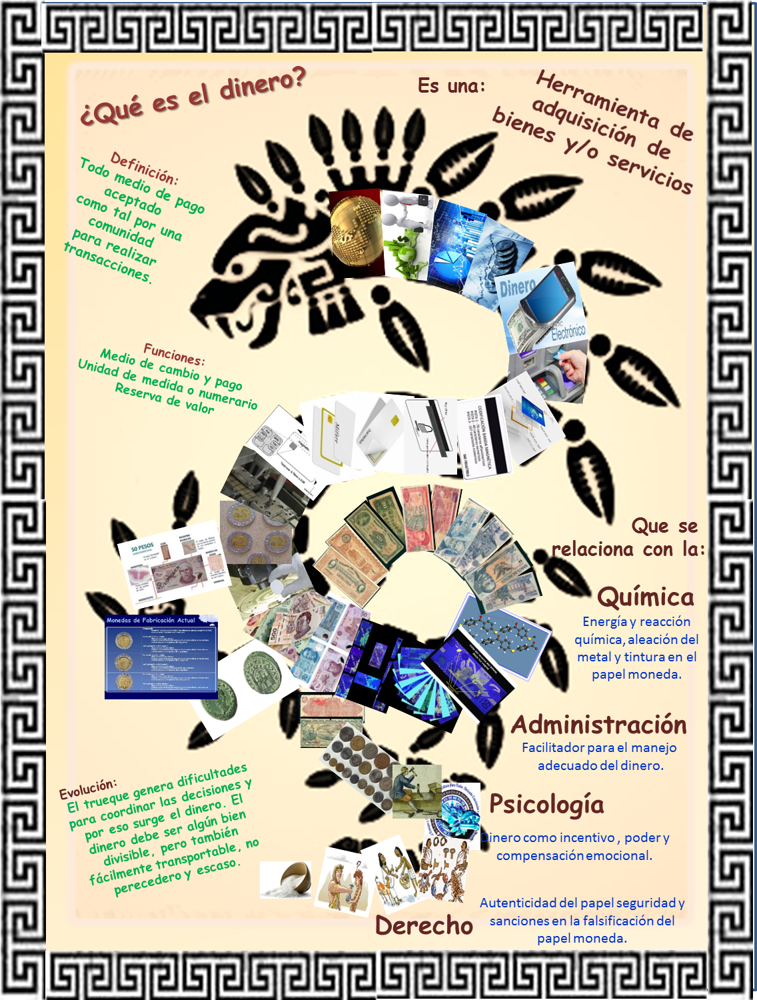 ¿Qué es el dinero?
Es una:
Herramienta de
adquisición de
bienes y/o servicios
Definición:
Todo medio de pago
aceptado
como tal por una
comunidad
para realizar
transacciones.
Dinero
Electrónico
Funciones:
Medio de cambio y pago
Unidad de medida o numerario
Reserva de valor
Mifare
CODIFICACIÓN BANDA MAGNÉTICA
50 PESOS
Monedas de Fabricación Actual
500
Que se
relaciona con la:
Química
Energía y reacción
química, aleación del
metal y tintura en el
papel moneda.
Administración
Facilitador para el manejo
adecuado del dinero.
Psicología
Dinero como incentivo , poder y
compensación emocional.
Evolución:
El trueque genera dificultades
para coordinar las decisiones y
por eso surge el dinero. El
dinero debe ser algún bien
divisible, pero también
fácilmente transportable, no
perecedero y escaso.
Derecho
Autenticidad del papel seguridad y
sanciones en la falsificación del
papel moneda.